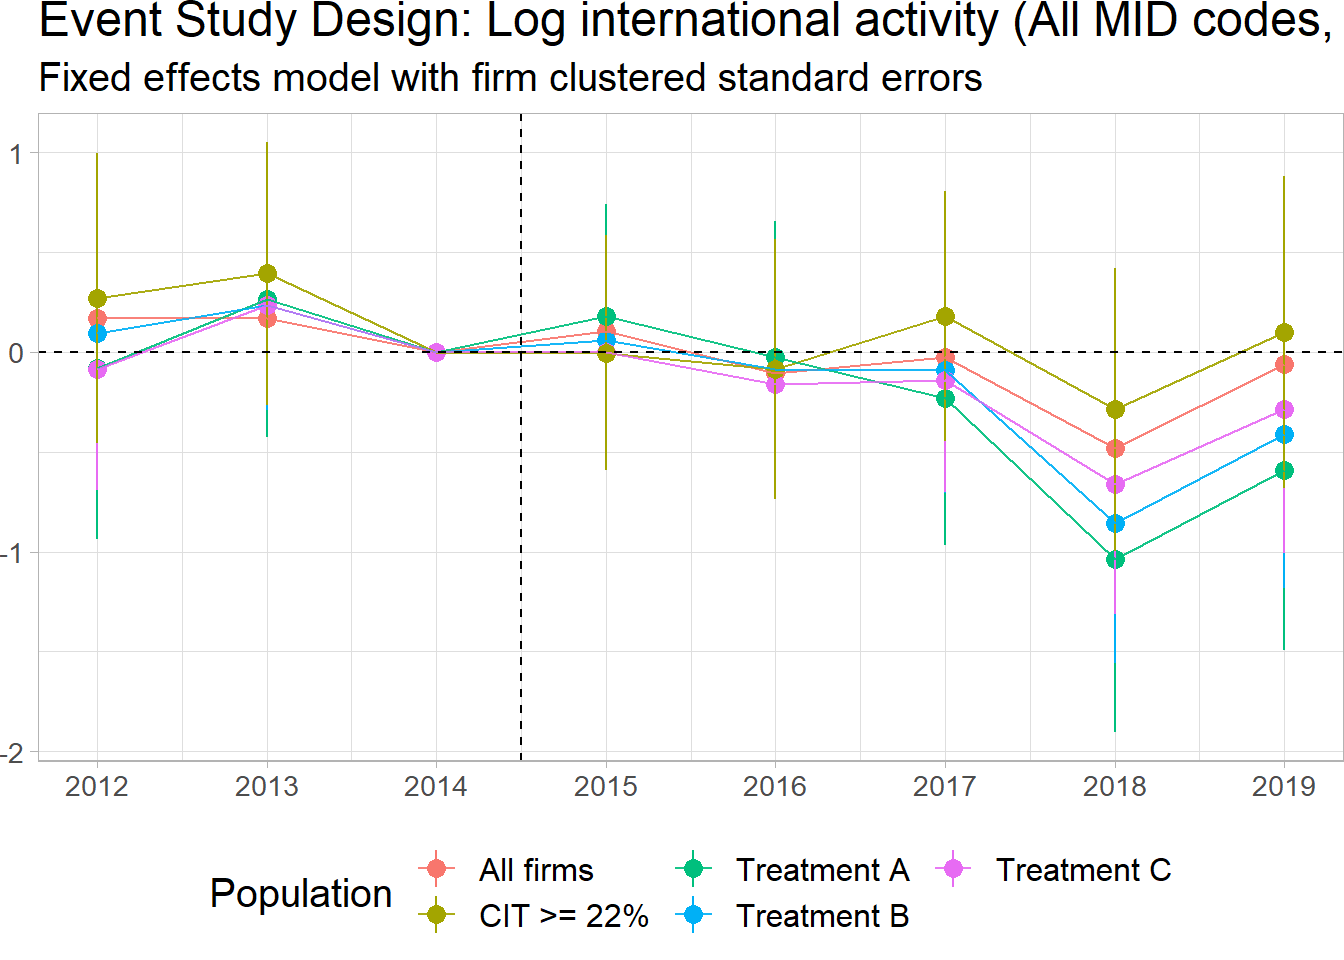 Event Study Design: Log international activity (All MID codes,
Fixed effects model with firm clustered standard errors
1
0
-1
-2
2012 2013 2014 2015 2016 2017 2018 2019
Population
All firms Treatment A Treatment C
CIT >= 22% Treatment B